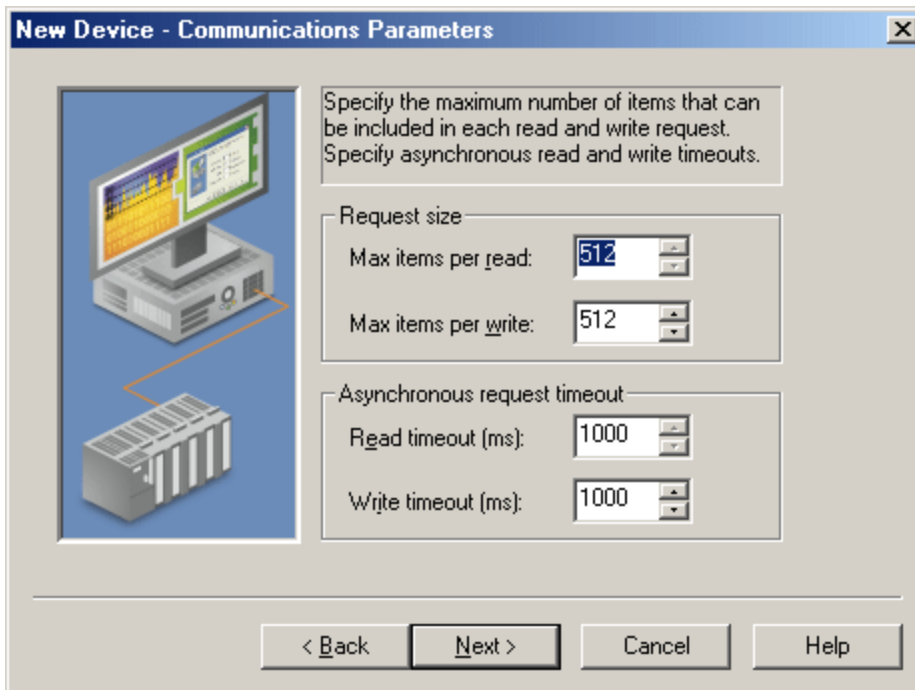 New Device - Communications Parameters
Specify the maximum number of items that can
be included in each read and write request.
Specify asynchronous read and write timeouts.
Request size
Max items per read: 512
Max items per write: 512
Asynchronous request timeout
Read timeout (ms): 1000
Write timeout (ms): 1000
< Back Next > Cancel Help